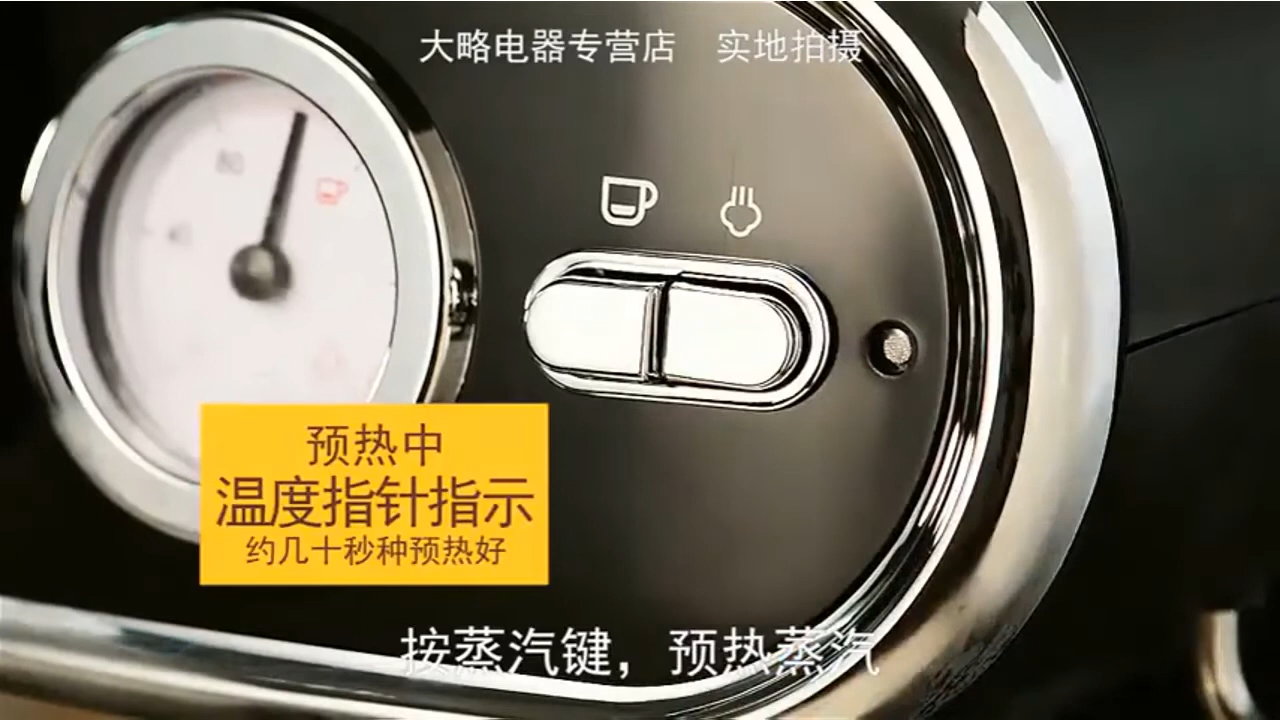 大略电器专营店 实地拍摄
80
预热中
温度指针指示
约几十秒种预热好
按蒸汽键，预热蒸汽